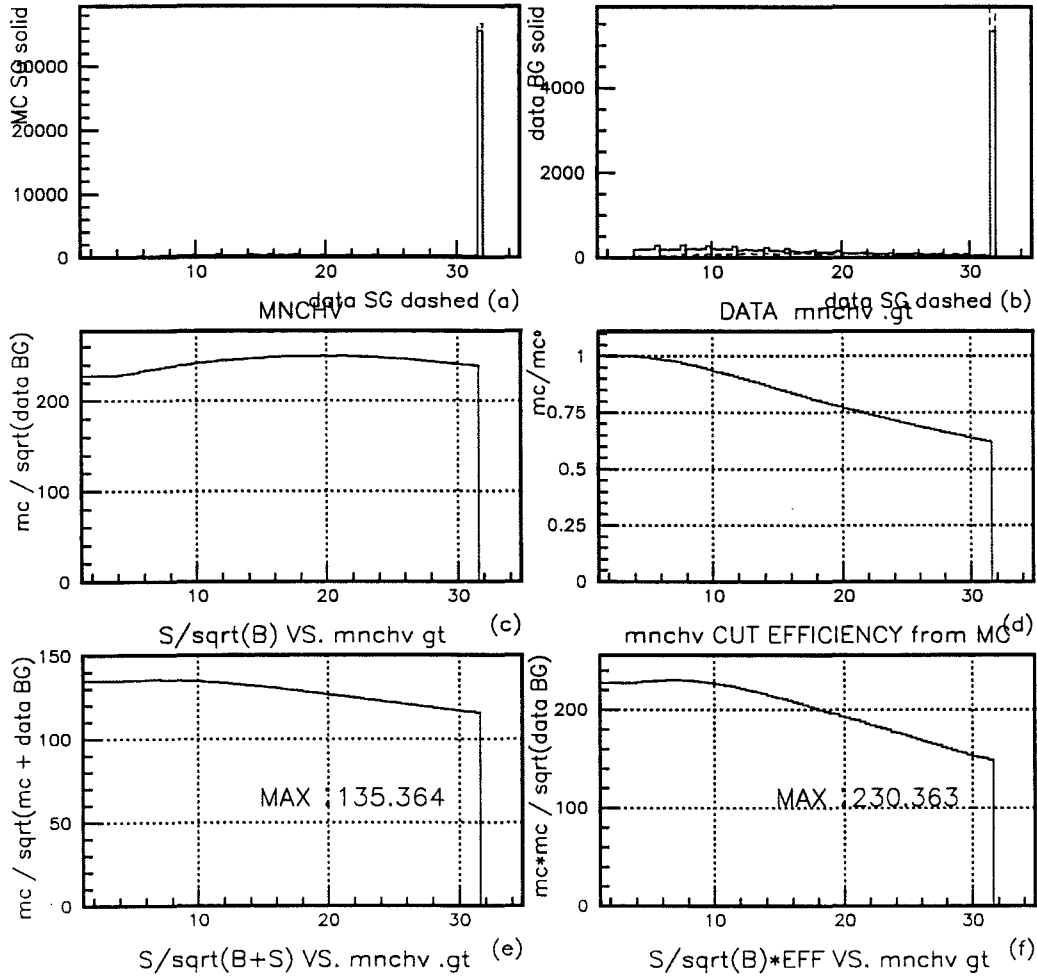 MC SG solid
30000
20000
10000
0
10
20
30
data SG dashed (a)
MNCHV
data BG solid
4000
2000
0
10
20
30
data SG dashed (b)
DATA mnchv .gt
mc / sqrt(data BG)
200
100
0
10
20
30
S/sqrt(B) VS. mnchv gt (c)
mc/mc°
1
0.75
0.5
0.25
0
10
20
30
mnchv CUT EFFICIENCY from MC (d)
mc / sqrt(mc + data BG)
150
100
50
0
MAX : 135.364
10
20
30
S/sqrt(B+S) VS. mnchv .gt (e)
mc*mc / sqrt(data BG)
200
100
0
MAX : 230.363
10
20
30
S/sqrt(B)*EFF VS. mnchv gt (f)